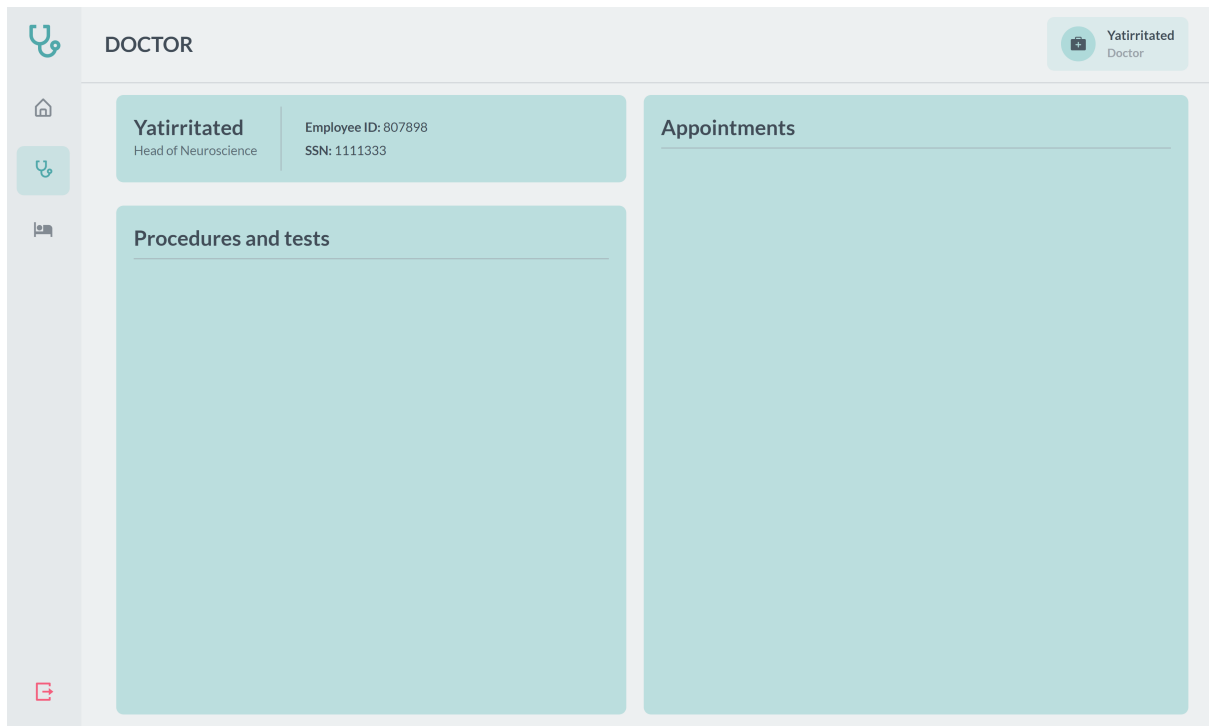 DOCTOR
Yatirritated
Doctor
Yatirritated
Head of Neuroscience
Employee ID: 807898
SSN: 1111333
Procedures and tests
Appointments